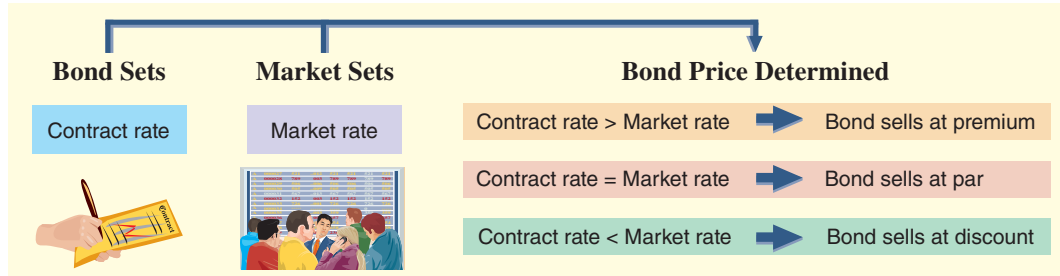 Bond Sets
Contract rate
Contract
Market Sets
Market rate
Bond Price Determined
Contract rate > Market rate Bond sells at premium
Contract rate = Market rate Bond sells at par
Contract rate < Market rate Bond sells at discount